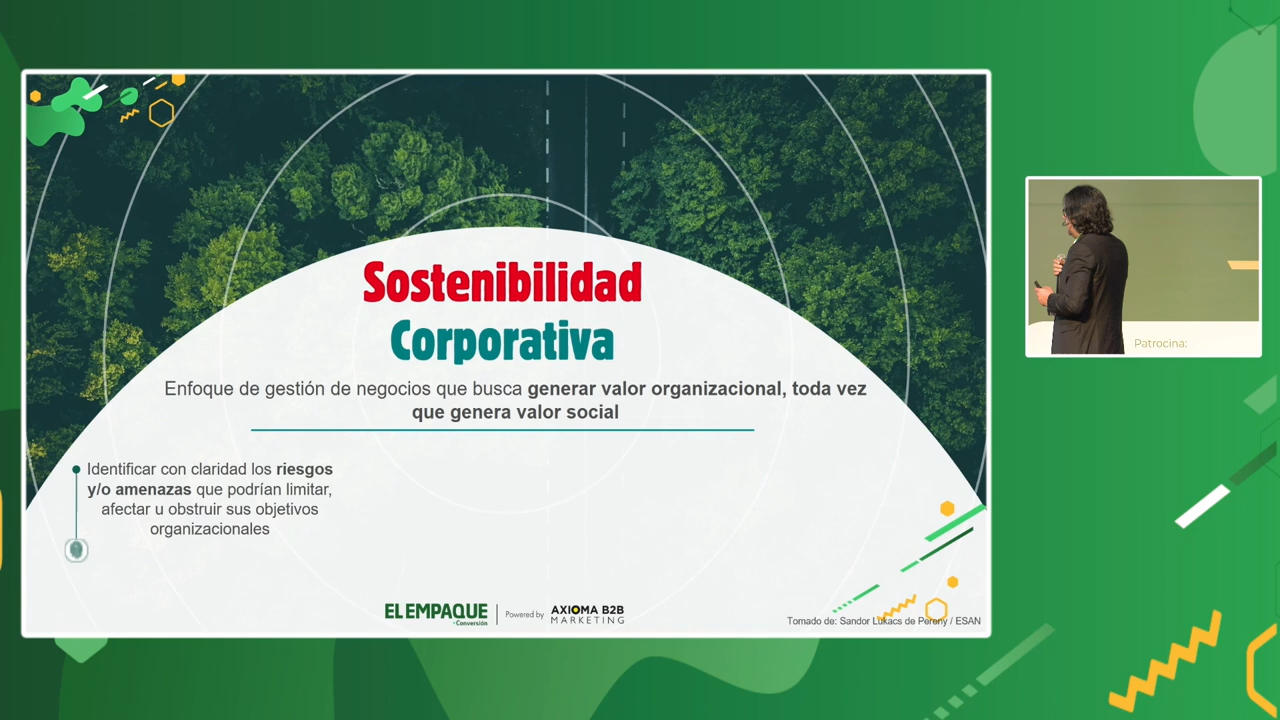 Sostenibilidad
Corporativa
Enfoque de gestión de negocios que busca generar valor organizacional, toda vez
que genera valor social
Identificar con claridad los riesgos
y/o amenazas que podrían limitar,
afectar u obstruir sus objetivos
organizacionales
EL EMPAQUE
+Conversión
Powered by
AXIOMA B2B
MARKETING
Tomado de: Sandor Lukacs de Pereny / ESAN
Patrocina: